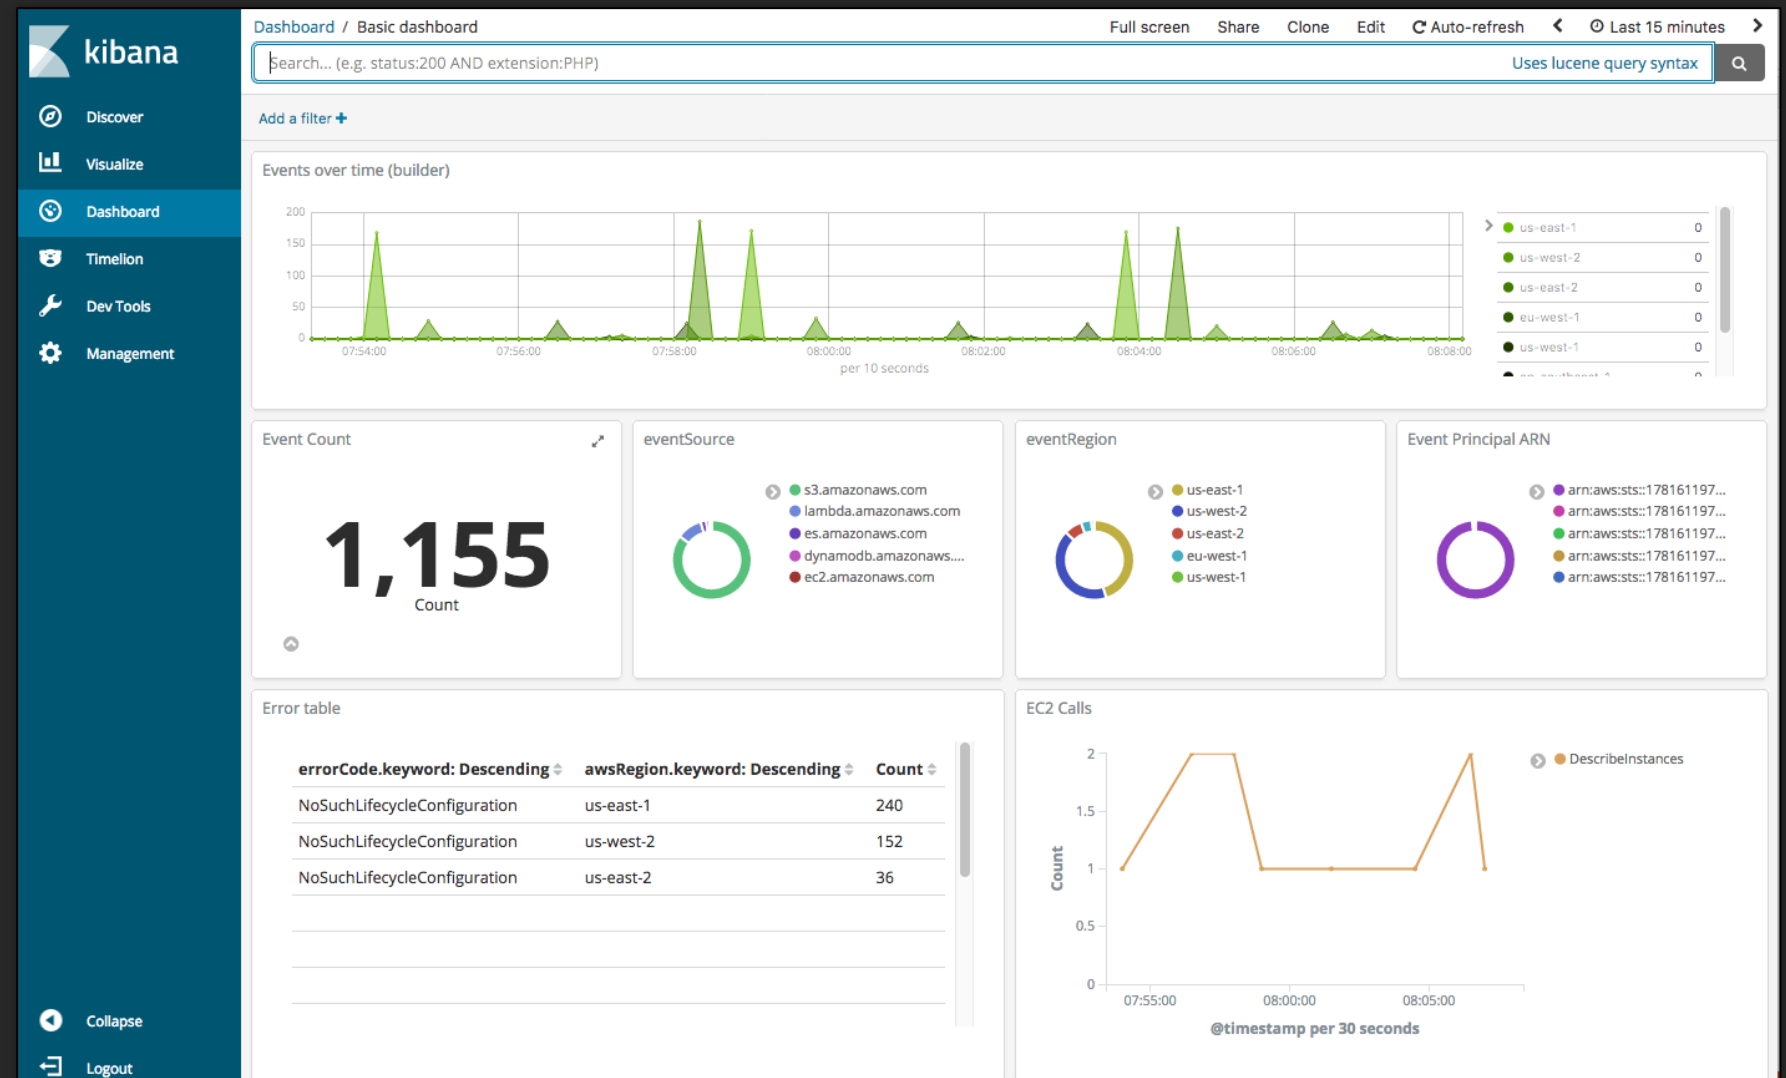 kibana
Discover
Visualize
Dashboard
Timelion
Dev Tools
Management
Collapse
Logout
Dashboard / Basic dashboard
Full screen Share Clone Edit Auto-refresh Last 15 minutes
Search... (e.g. status:200 AND extension:PHP) Uses lucene query syntax
Add a filter
Events over time (builder)
200
150
100
50
0
07:54:00 07:56:00 07:58:00 08:00:00 08:02:00 08:04:00 08:06:00 08:08:00
per 10 seconds
us-east-1 0
us-west-2 0
us-east-2 0
eu-west-1 0
us-west-1 0
Event Count
1,155
Count
eventSource
s3.amazonaws.com
lambda.amazonaws.com
es.amazonaws.com
dynamodb.amazonaws....
ec2.amazonaws.com
eventRegion
us-east-1
us-west-2
us-east-2
eu-west-1
us-west-1
Event Principal ARN
arn:aws:sts::178161197...
arn:aws:sts::178161197...
arn:aws:sts::178161197...
arn:aws:sts::178161197...
arn:aws:sts::178161197...
Error table
errorCode.keyword: Descending awsRegion.keyword: Descending Count
NoSuchLifecycleConfiguration us-east-1 240
NoSuchLifecycleConfiguration us-west-2 152
NoSuchLifecycleConfiguration us-east-2 36
EC2 Calls
2
1.5
1
0.5
0
Count
07:55:00 08:00:00 08:05:00
@timestamp per 30 seconds
DescribeInstances